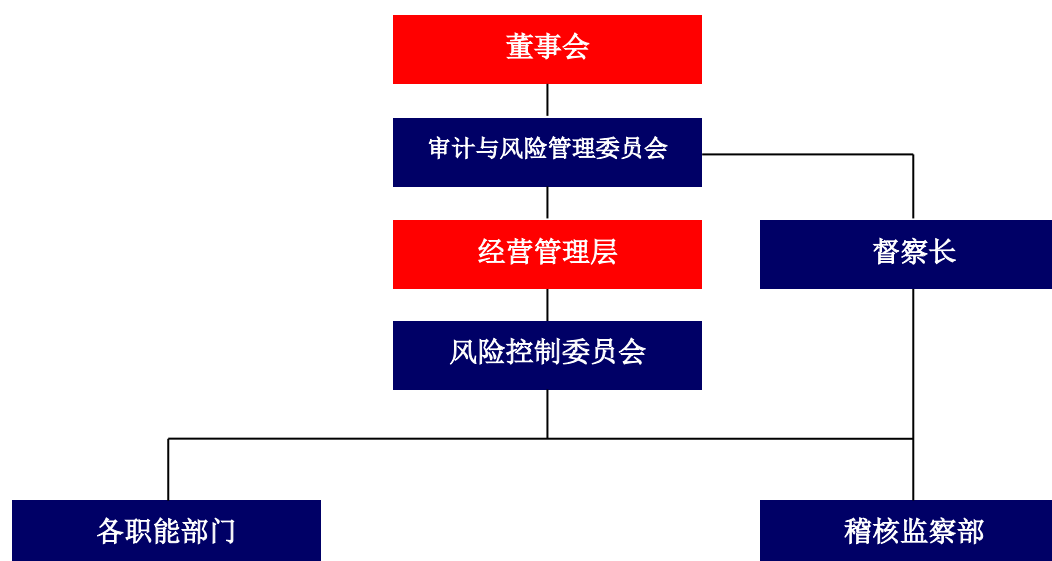 董事会
审计与风险管理委员会
经营管理层
督察长
风险控制委员会
各职能部门
稽核监察部